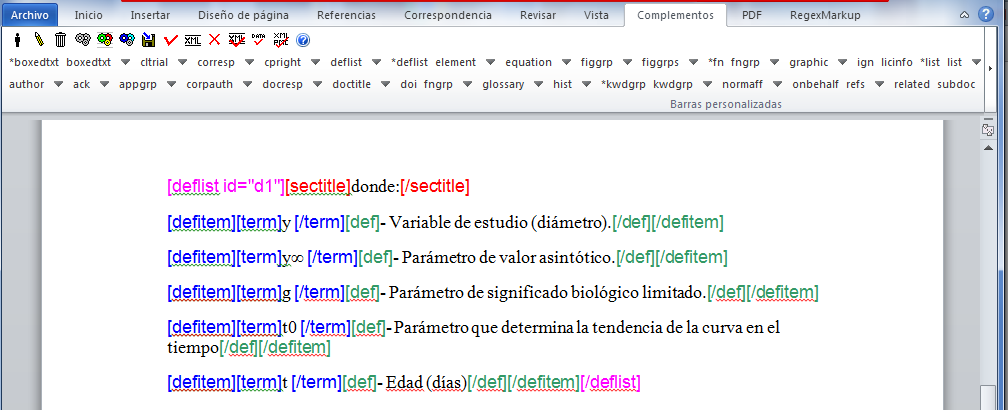 Archivo Inicio Insertar Diseño de página Referencias Correspondencia Revisar Vista Complementos PDF RegexMarkup
XML XML DATA XML PMC
*boxedtxt boxedtxt cltrial corresp cpright deflist *deflist element equation figgrp figgrps *fn fngrp graphic ign licinfo *list list
author ack appgrp corpauth docresp doctitle doi fngrp glossary hist *kwdgrp kwdgrp normaff onbehalf refs related subdoc
Barras personalizadas
[deflist id="d1"][sectitle]donde:[/sectitle]
[defitem][term]y [/term][def]- Variable de estudio (diámetro).[/def][/defitem]
[defitem][term]y∞ [/term][def]- Parámetro de valor asintótico.[/def][/defitem]
[defitem][term]g [/term][def]- Parámetro de significado biológico limitado.[/def][/defitem]
[defitem][term]t0 [/term][def]- Parámetro que determina la tendencia de la curva en el
tiempo[/def][/defitem]
[defitem][term]t [/term][def]- Edad (días)[/def][/defitem][/deflist]